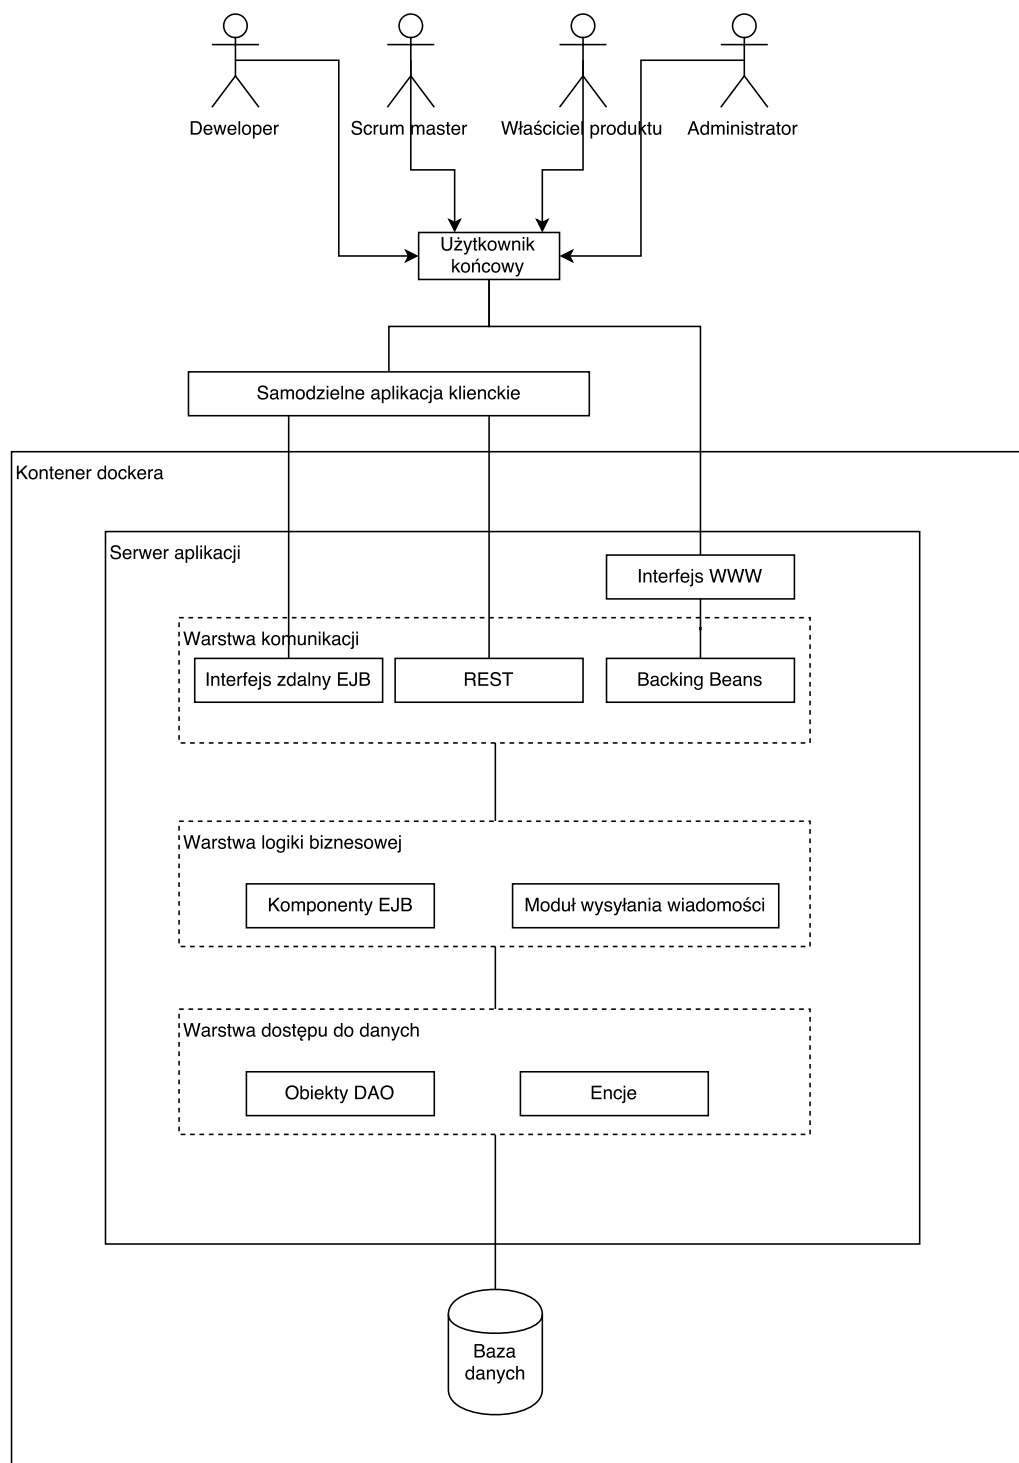 Deweloper
Scrum master
Właściciel produktu
Administrator
Użytkownik
końcowy
Samodzielne aplikacja klienckie
Kontener dockera
Serwer aplikacji
Interfejs WWW
Warstwa komunikacji
Interfejs zdalny EJB
REST
Backing Beans
Warstwa logiki biznesowej
Komponenty EJB
Moduł wysyłania wiadomości
Warstwa dostępu do danych
Obiekty DAO
Encje
Baza
danych